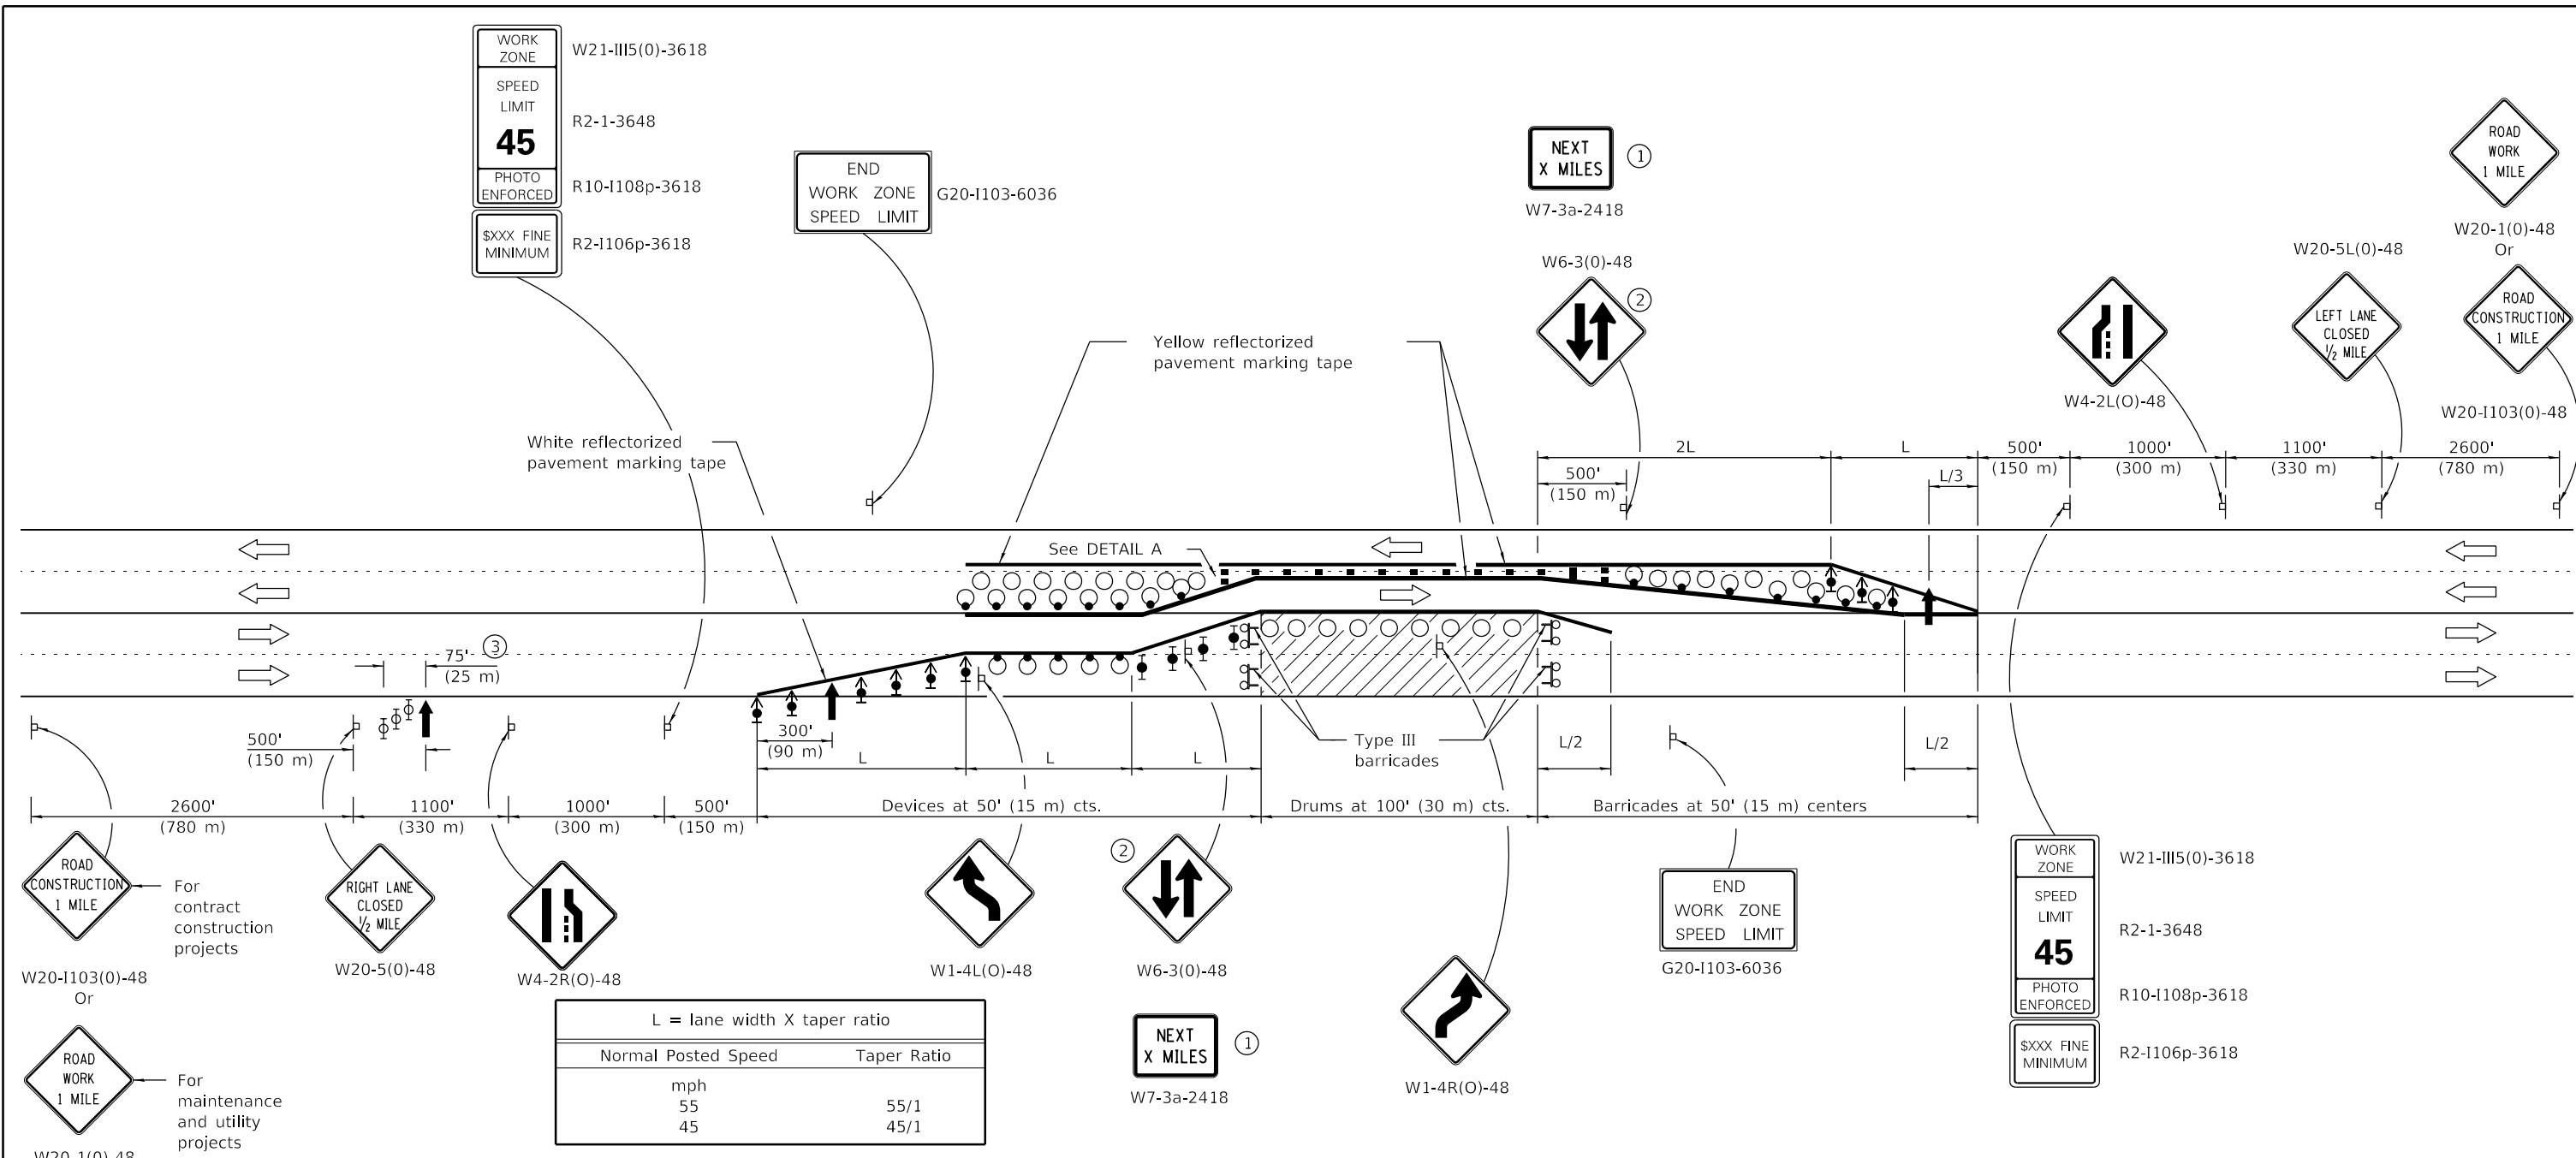 WORK
ZONE
W21-III5(0)-3618
SPEED
LIMIT
45
R2-1-3648
PHOTO
ENFORCED
R10-I108p-3618
$XXX FINE
MINIMUM
R2-I106p-3618
END
WORK ZONE
SPEED LIMIT
G20-I103-6036
NEXT
X MILES
1
W7-3a-2418
W6-3(0)-48
2
ROAD
WORK
1 MILE
W20-1(0)-48
Or
ROAD
CONSTRUCTION
1 MILE
W20-I103(0)-48
W20-5L(0)-48
LEFT LANE
CLOSED
1/2 MILE
W4-2L(O)-48
Yellow reflectorized
pavement marking tape
White reflectorized
pavement marking tape
2L
L
500'
(150 m)
1000'
(300 m)
1100'
(330 m)
2600'
(780 m)
500'
(150 m)
L/3
See DETAIL A
75'
(25 m)
3
500'
(150 m)
300'
(90 m)
L
L
L
Type III
barricades
L/2
L/2
2600'
(780 m)
1100'
(330 m)
1000'
(300 m)
500'
(150 m)
Devices at 50' (15 m) cts.
Drums at 100' (30 m) cts.
Barricades at 50' (15 m) centers
ROAD
CONSTRUCTION
1 MILE
For
contract
construction
projects
W20-I103(0)-48
Or
ROAD
WORK
1 MILE
For
maintenance
and utility
projects
W20-1(0)-48
RIGHT LANE
CLOSED
1/2 MILE
W20-5(0)-48
W4-2R(O)-48
W1-4L(O)-48
2
W6-3(0)-48
NEXT
X MILES
1
W7-3a-2418
W1-4R(O)-48
END
WORK ZONE
SPEED LIMIT
G20-I103-6036
WORK
ZONE
W21-III5(0)-3618
SPEED
LIMIT
45
R2-1-3648
PHOTO
ENFORCED
R10-I108p-3618
$XXX FINE
MINIMUM
R2-I106p-3618
L = lane width X taper ratio
Normal Posted Speed Taper Ratio
mph
55 55/1
45 45/1